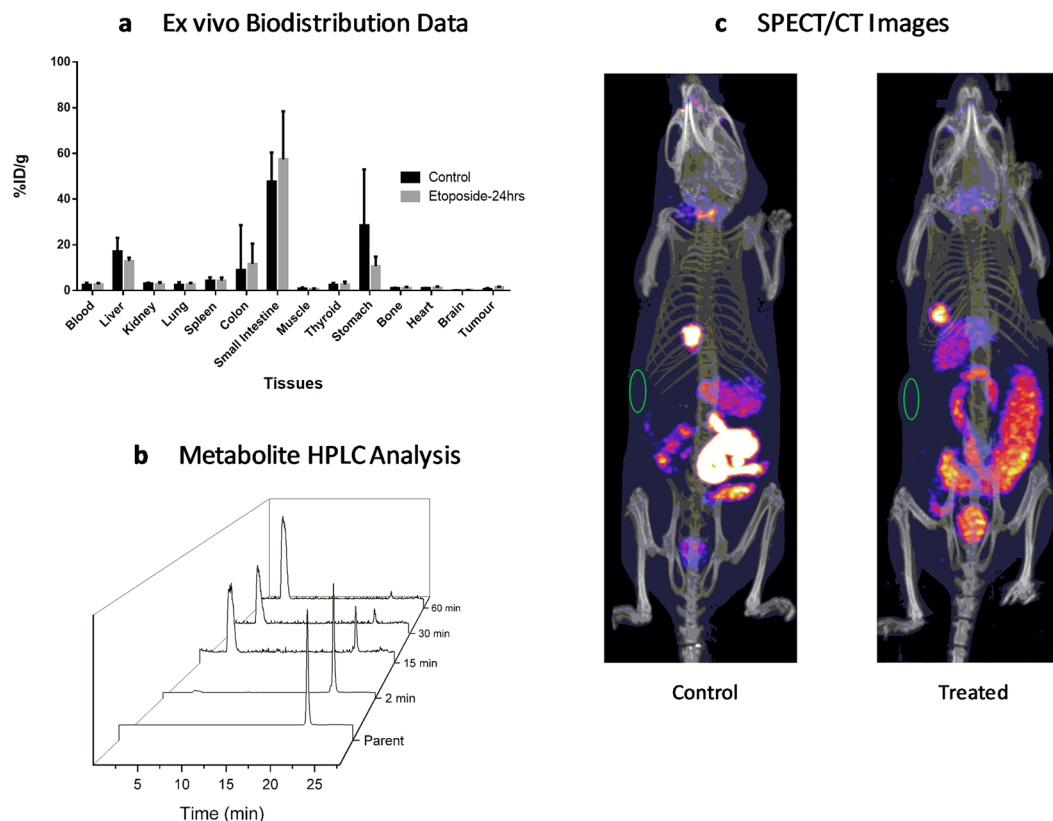 a Ex vivo Biodistribution Data
100
80
60
40
20
0
%ID/g
Control
Etoposide-24hrs
Blood
Liver
Kidney
Lung
Spleen
Colon
Small Intestine
Muscle
Thyroid
Stomach
Bone
Heart
Brain
Tumour
Tissues
b Metabolite HPLC Analysis
60 min
30 min
15 min
2 min
Parent
5 10 15 20 25
Time (min)
c SPECT/CT Images
Control
Treated